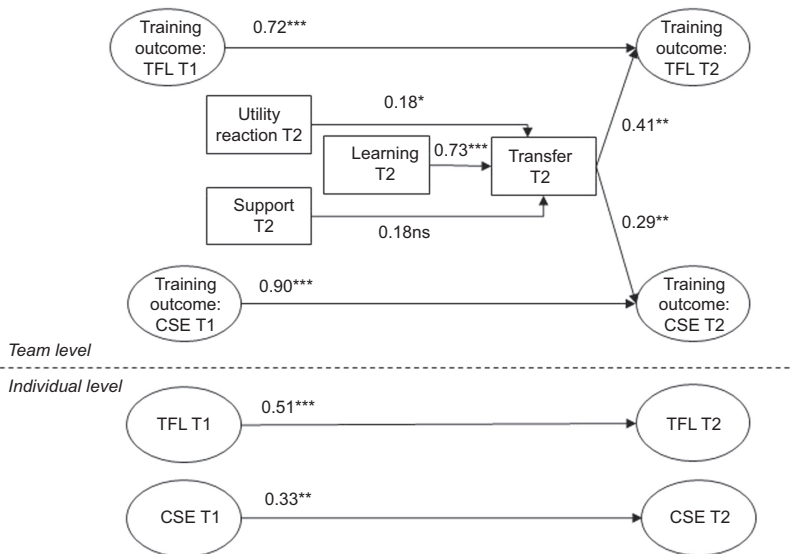 Training
outcome:
TFL T1
0.72***
Training
outcome:
TFL T2
Utility
reaction T2
0.18*
Learning
T2
0.73***
Transfer
T2
0.41**
Support
T2
0.18ns
0.29**
Training
outcome:
CSE T1
0.90***
Training
outcome:
CSE T2
Team level
Individual level
TFL T1
0.51***
TFL T2
CSE T1
0.33**
CSE T2